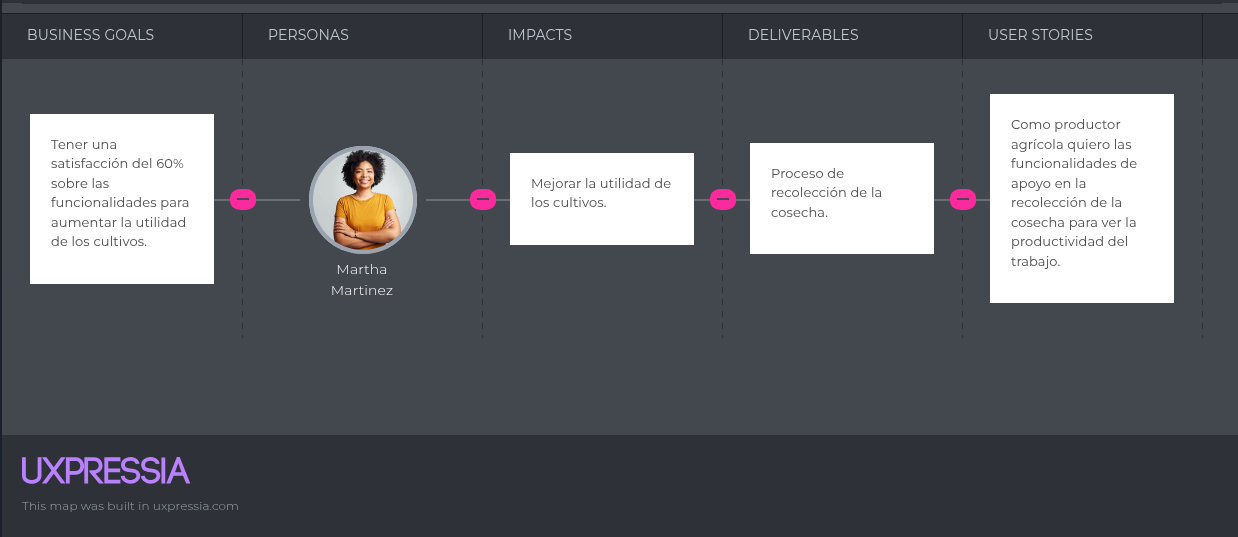 BUSINESS GOALS
PERSONAS
IMPACTS
DELIVERABLES
USER STORIES
Tener una
satisfacción del 60%
sobre las
funcionalidades para
aumentar la utilidad
de los cultivos.
Martha
Martinez
Mejorar la utilidad de
los cultivos.
Proceso de
recolección de la
cosecha.
Como productor
agrícola quiero las
funcionalidades de
apoyo en la
recolección de la
cosecha para ver la
productividad del
trabajo.
UXPRESSIA
This map was built in uxpressia.com